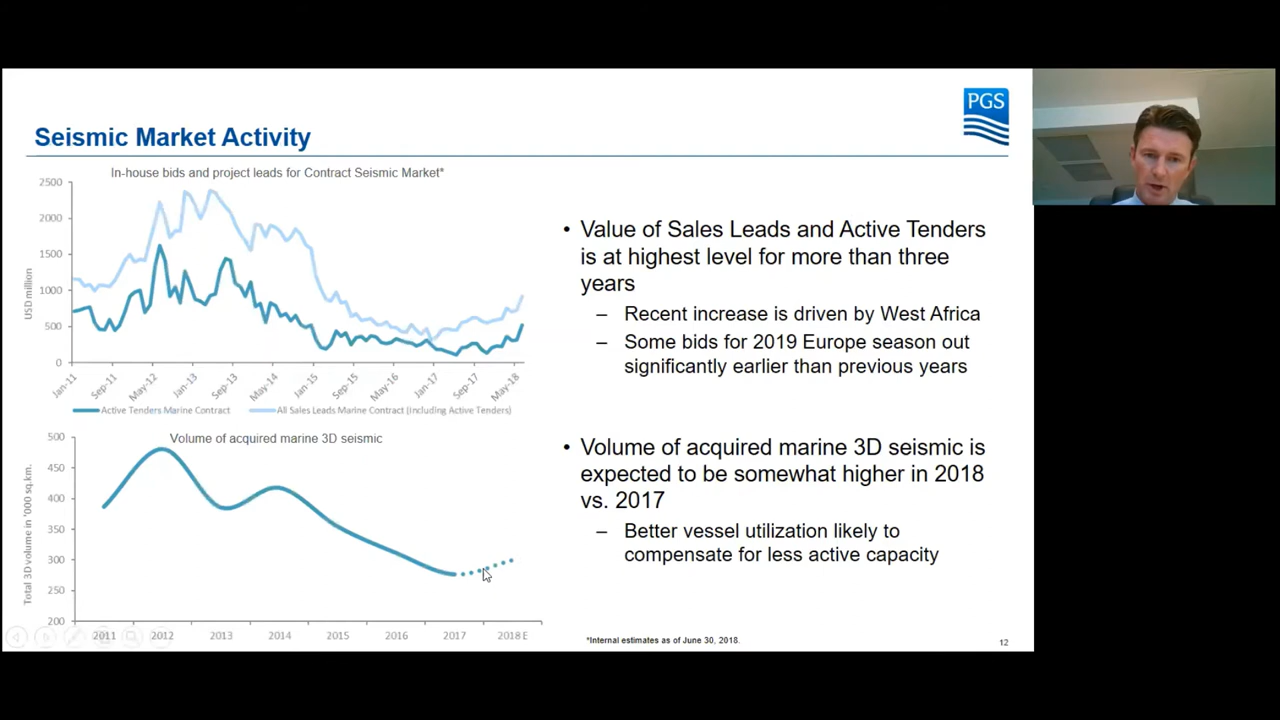 PGS
Seismic Market Activity
In-house bids and project leads for Contract Seismic Market*
2500
2000
1500
1000
500
0
USD million
Jan-11
Sep-11
May-12
Jan-13
Sep-13
May-14
Jan-15
Sep-15
May-16
Jan-17
Sep-17
May-18
Active Tenders Marine Contract
All Sales Leads Marine Contract (including Active Tenders)
Volume of acquired marine 3D seismic
500
450
400
350
300
250
200
Total 3D volume in '000 sq.km.
2011
2012
2013
2014
2015
2016
2017
2018 E
• Value of Sales Leads and Active Tenders
is at highest level for more than three
years
– Recent increase is driven by West Africa
– Some bids for 2019 Europe season out
significantly earlier than previous years
• Volume of acquired marine 3D seismic is
expected to be somewhat higher in 2018
vs. 2017
– Better vessel utilization likely to
compensate for less active capacity
*Internal estimates as of June 30, 2018.
12